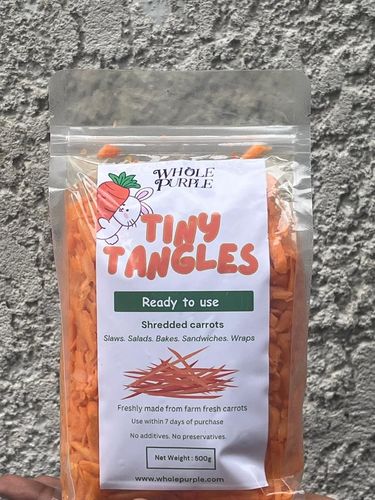 WHOLE
PURPLE
TINY
TANGLES
Ready to use
Shredded carrots
Slaws. Salads. Bakes. Sandwiches. Wraps
Freshly made from farm fresh carrots
Use within 7 days of purchase
No additives. No preservatives.
Net Weight : 500g
www.wholepurple.com